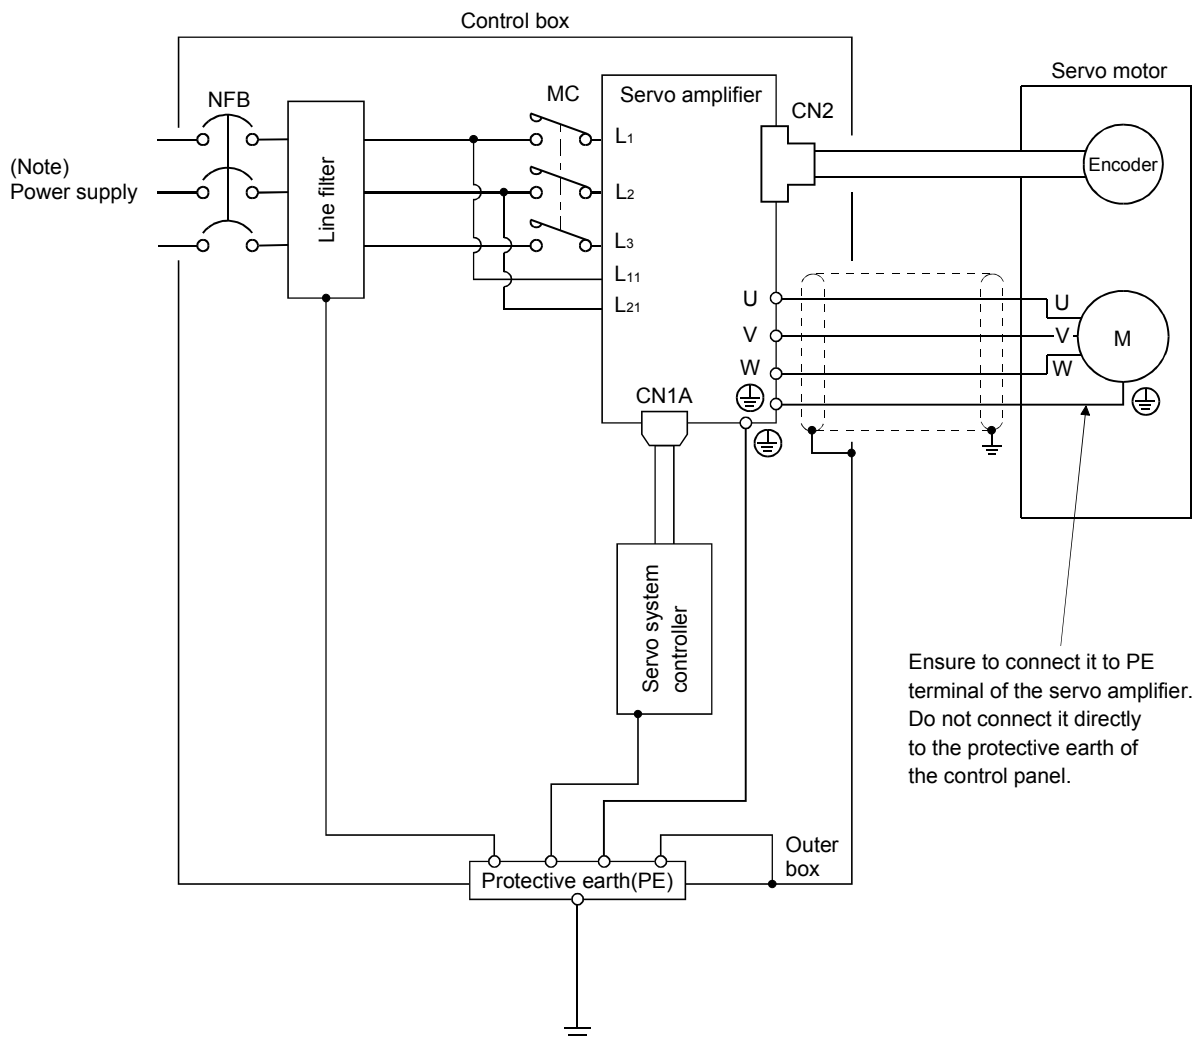 Control box
Servo motor
NFB
MC
Servo amplifier
CN2
(Note)
Power supply
Line filter
L1
L2
L3
L11
L21
Encoder
U
V
W
U
V
W
M
CN1A
Servo system
controller
Ensure to connect it to PE
terminal of the servo amplifier.
Do not connect it directly
to the protective earth of
the control panel.
Outer
box
Protective earth(PE)